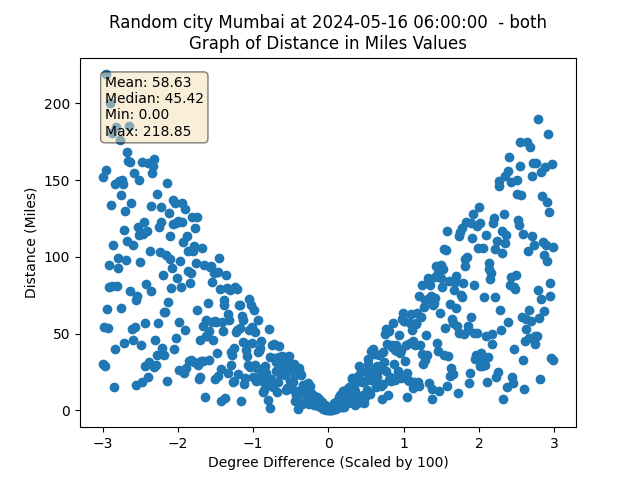 Random city Mumbai at 2024-05-16 06:00:00  - both
Graph of Distance in Miles Values
Mean: 58.63
Median: 45.42
Min: 0.00
Max: 218.85
200
150
100
50
0
Distance (Miles)
−3 −2 −1 0 1 2 3
Degree Difference (Scaled by 100)